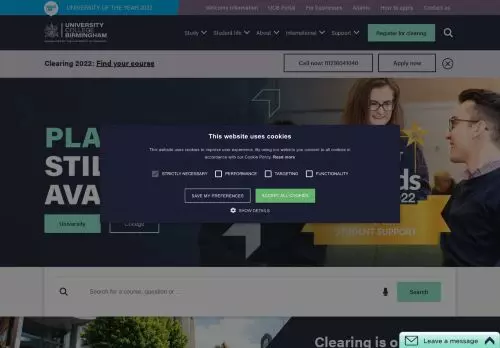 UNIVERSITY OF THE YEAR 2022
Welcome information
UCB Portal
For businesses
Alumni
How to apply
Contact us
UNIVERSITY
COLLEGE
BIRMINGHAM
Study
Student life
About
International
Support
Register for clearing
Clearing 2022: Find your course
Call now: 01216041040
Apply now
PLA
STIL
AVA
2022
STUDENT SUPPORT
University
College
This website uses cookies
This website uses cookies to improve user experience. By using our website you consent to all cookies in
accordance with our Cookie Policy. Read more
STRICTLY NECESSARY
PERFORMANCE
TARGETING
FUNCTIONALITY
SAVE MY PREFERENCES
ACCEPT ALL COOKIES
SHOW DETAILS
Search for a course, question or ...
Search
Clearing is o
Leave a message